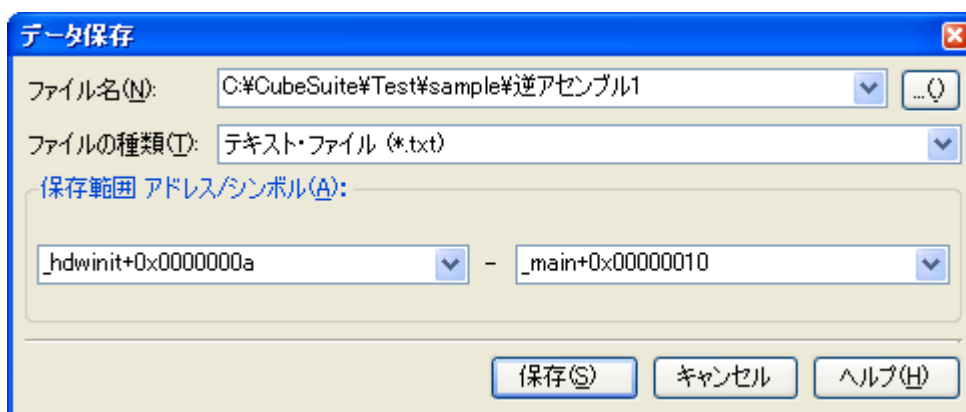 データ保存
ファイル名(N): C:¥CubeSuite¥Test¥sample¥逆アセンブル1 ...()
ファイルの種類(T): テキスト・ファイル (*.txt)
保存範囲 アドレス/シンボル(A):
_hdwinit+0x0000000a - _main+0x00000010
保存(S) キャンセル ヘルプ(H)